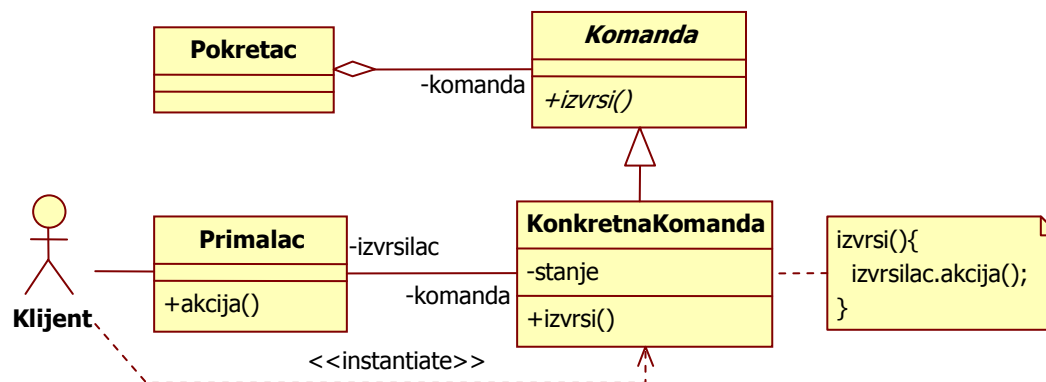 Pokretac
Komanda
-komanda
+izvrsi()
Klijent
Primalac
+akcija()
-izvrsilac
-komanda
KonkretnaKomanda
-stanje
+izvrsi()
izvrsi(){
izvrsilac.akcija();
}
<<instantiate>>